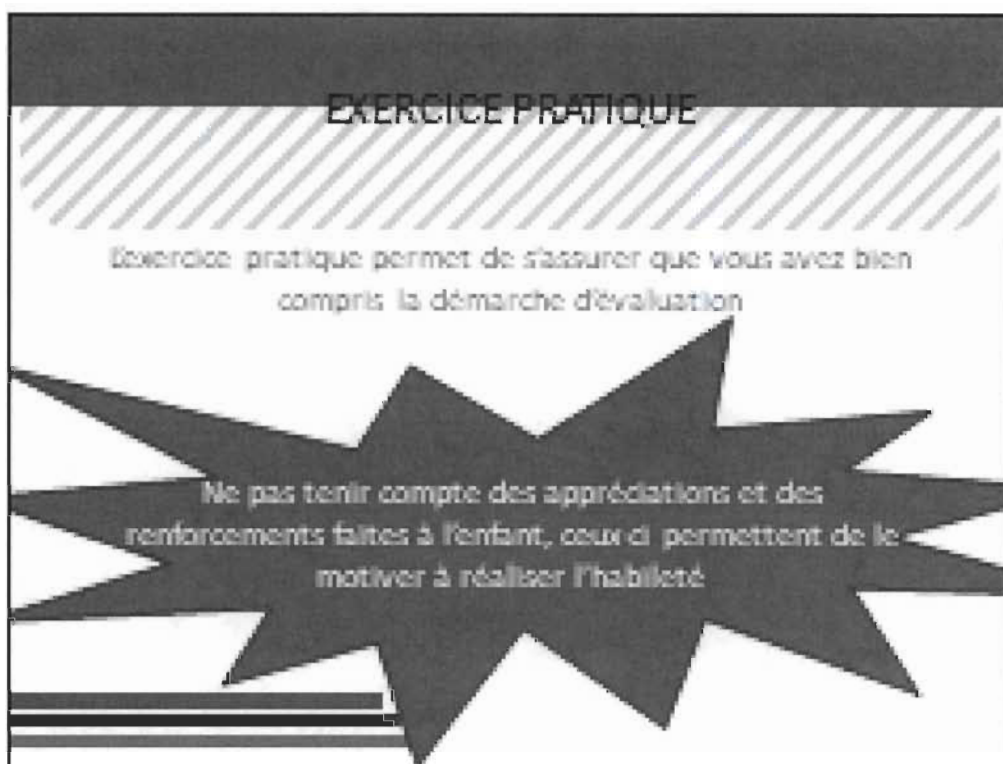 EXERCICE PRATIQUE
L'exercice pratique permet de s'assurer que vous avez bien
compris la démarche d'évaluation
Ne pas tenir compte des appréciations et des
renforcements faites à l'enfant, ceux ci permettent de le
motiver à réaliser l'habileté